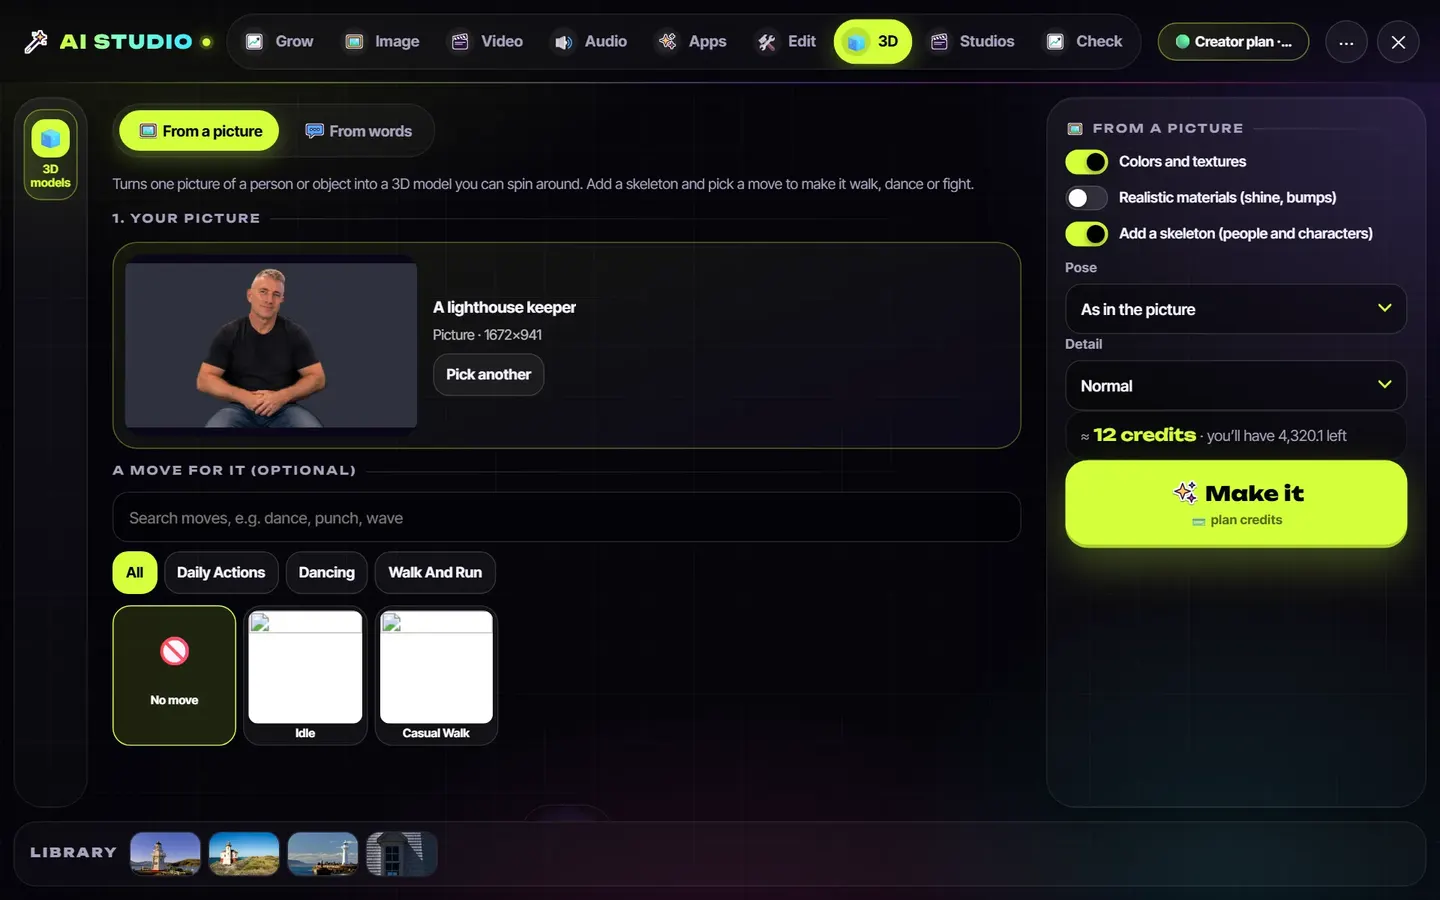 AI STUDIO
Grow
Image
Video
Audio
Apps
Edit
3D
Studios
Check
Creator plan ·...
3D
models
From a picture
From words
Turns one picture of a person or object into a 3D model you can spin around. Add a skeleton and pick a move to make it walk, dance or fight.
1. YOUR PICTURE
A lighthouse keeper
Picture · 1672×941
Pick another
A MOVE FOR IT (OPTIONAL)
Search moves, e.g. dance, punch, wave
All
Daily Actions
Dancing
Walk And Run
No move
Idle
Casual Walk
FROM A PICTURE
Colors and textures
Realistic materials (shine, bumps)
Add a skeleton (people and characters)
Pose
As in the picture
Detail
Normal
≈ 12 credits · you'll have 4,320.1 left
Make it
plan credits
LIBRARY